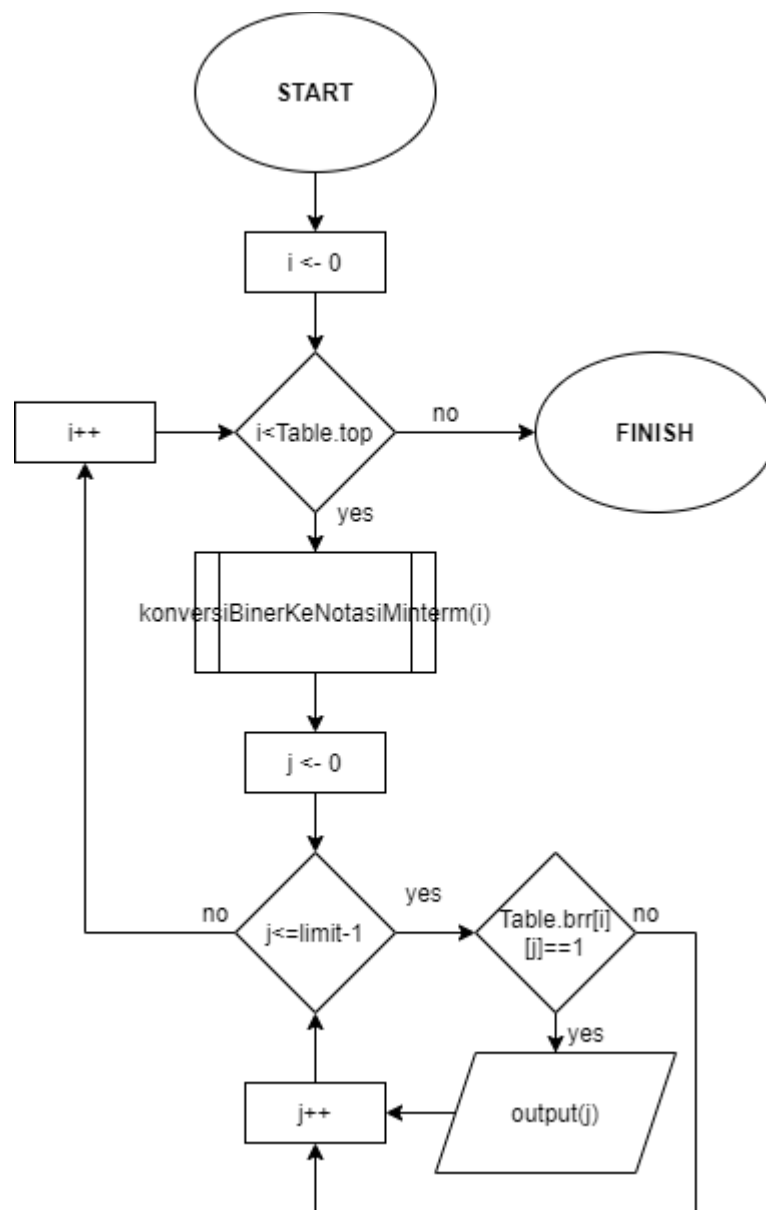 START
i <- 0
i++
i<Table.top
no
FINISH
yes
konversiBinerKeNotasiMinterm(i)
j <- 0
no
j<=limit-1
yes
Table.brr[i]
[j]==1
no
yes
j++
output(j)